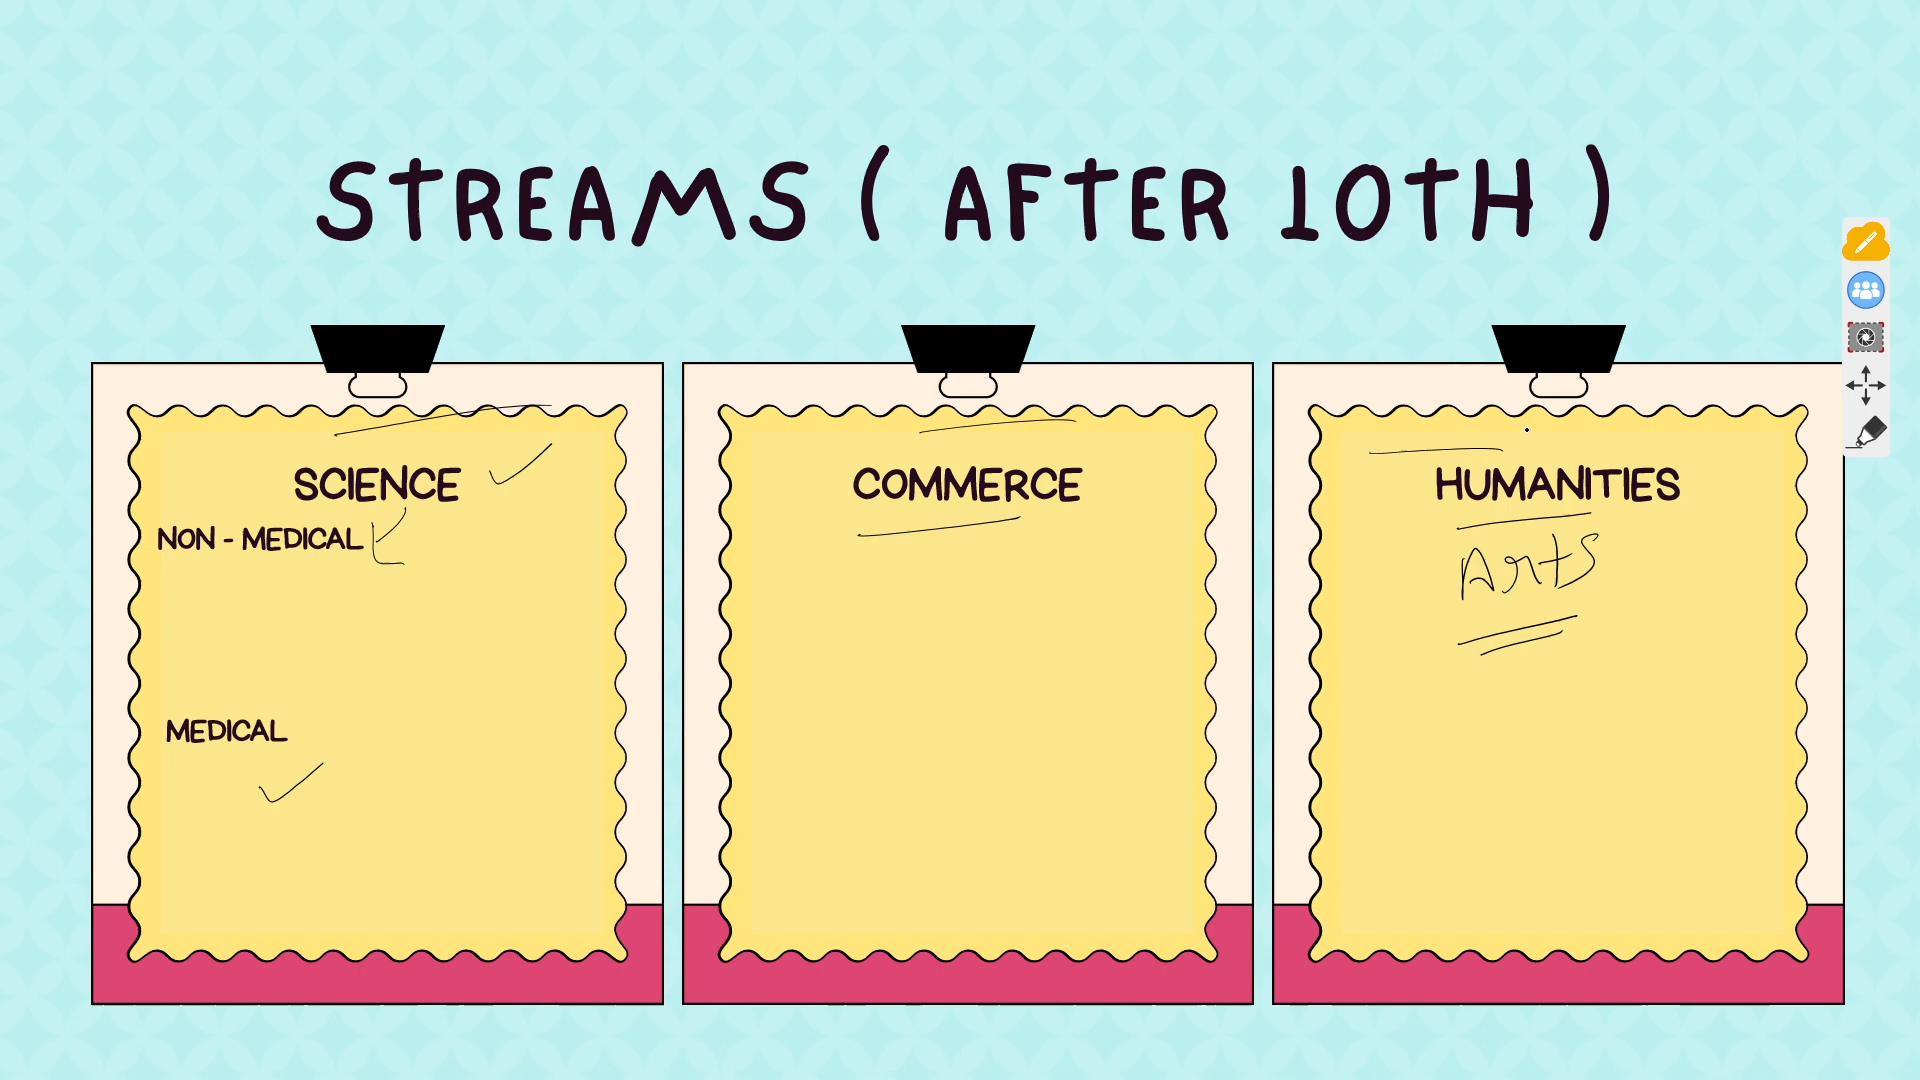 STREAMS ( AFTER 10TH )
SCIENCE
NON - MEDICAL
MEDICAL
COMMERCE
HUMANITIES
Arts